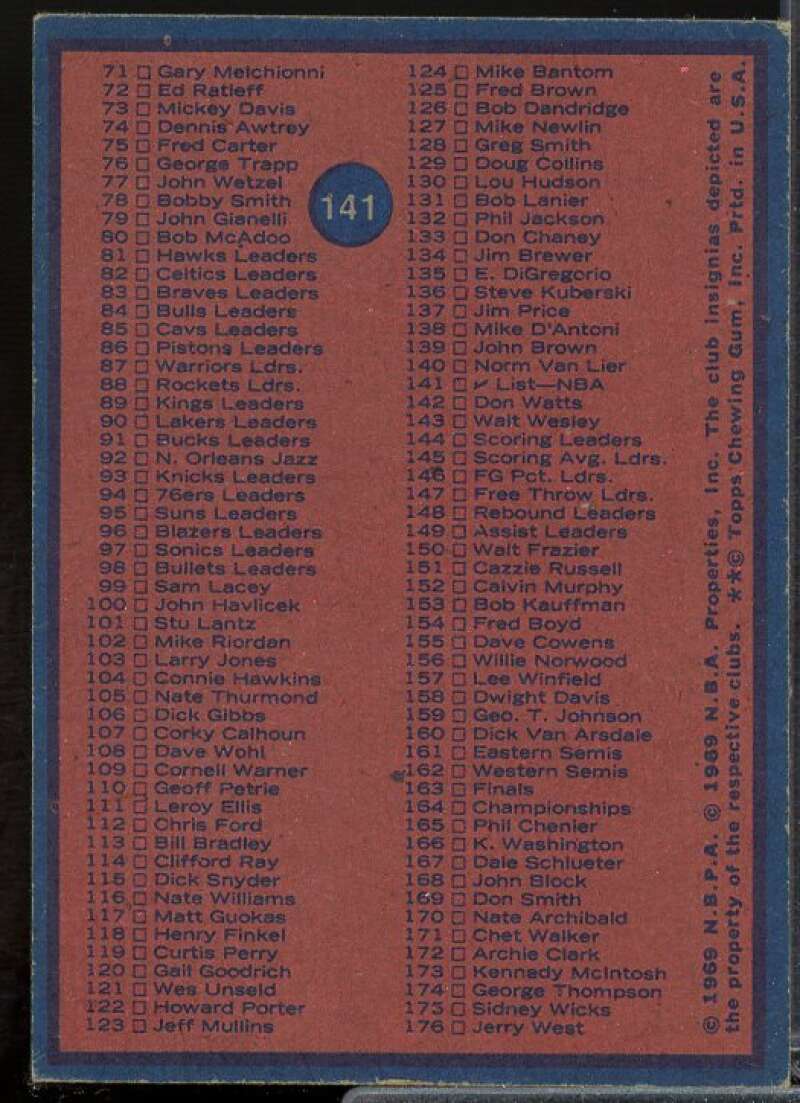 71 Gary Melchionni
72 Ed Ratleff
73 Mickey Davis
74 Dennis Awtrey
75 Fred Carter
76 George Trapp
77 John Wetzel
78 Bobby Smith
79 John Gianelli
80 Bob McAdoo
81 Hawks Leaders
82 Celtics Leaders
83 Braves Leaders
84 Bulls Leaders
85 Cavs Leaders
86 Pistons Leaders
87 Warriors Ldrs.
88 Rockets Ldrs.
89 Kings Leaders
90 Lakers Leaders
91 Bucks Leaders
92 N. Orleans Jazz
93 Knicks Leaders
94 76ers Leaders
95 Suns Leaders
96 Blazers Leaders
97 Sonics Leaders
98 Bullets Leaders
99 Sam Lacey
100 John Havlicek
101 Stu Lantz
102 Mike Riordan
103 Larry Jones
104 Connie Hawkins
105 Nate Thurmond
106 Dick Gibbs
107 Corky Calhoun
108 Dave Wohl
109 Cornell Warner
110 Geoff Petrie
111 Leroy Ellis
112 Chris Ford
113 Bill Bradley
114 Clifford Ray
115 Dick Snyder
116 Nate Williams
117 Matt Guokas
118 Henry Finkel
119 Curtis Perry
120 Gail Goodrich
121 Wes Unseld
122 Howard Porter
123 Jeff Mullins
141
124 Mike Bantom
125 Fred Brown
126 Bob Dandridge
127 Mike Newlin
128 Greg Smith
129 Doug Collins
130 Lou Hudson
131 Bob Lanier
132 Phil Jackson
133 Don Chaney
134 Jim Brewer
135 E. DiGregorio
136 Steve Kuberski
137 Jim Price
138 Mike D'Antoni
139 John Brown
140 Norm Van Lier
141 ✔ List—NBA
142 Don Watts
143 Walt Wesley
144 Scoring Leaders
145 Scoring Avg. Ldrs.
146 FG Pct. Ldrs.
147 Free Throw Ldrs.
148 Rebound Leaders
149 Assist Leaders
150 Walt Frazier
151 Cazzie Russell
152 Calvin Murphy
153 Bob Kauffman
154 Fred Boyd
155 Dave Cowens
156 Willie Norwood
157 Lee Winfield
158 Dwight Davis
159 Geo. T. Johnson
160 Dick Van Arsdale
161 Eastern Semis
162 Western Semis
163 Finals
164 Championships
165 Phil Chenier
166 K. Washington
167 Dale Schlueter
168 John Block
169 Don Smith
170 Nate Archibald
171 Chet Walker
172 Archie Clark
173 Kennedy McIntosh
174 George Thompson
175 Sidney Wicks
176 Jerry West
© 1969 N.B.P.A. © 1969 N.B.A. Properties, Inc. The club insignias depicted are
the property of the respective clubs. **© Topps Chewing Gum, Inc. Prtd. in U.S.A.